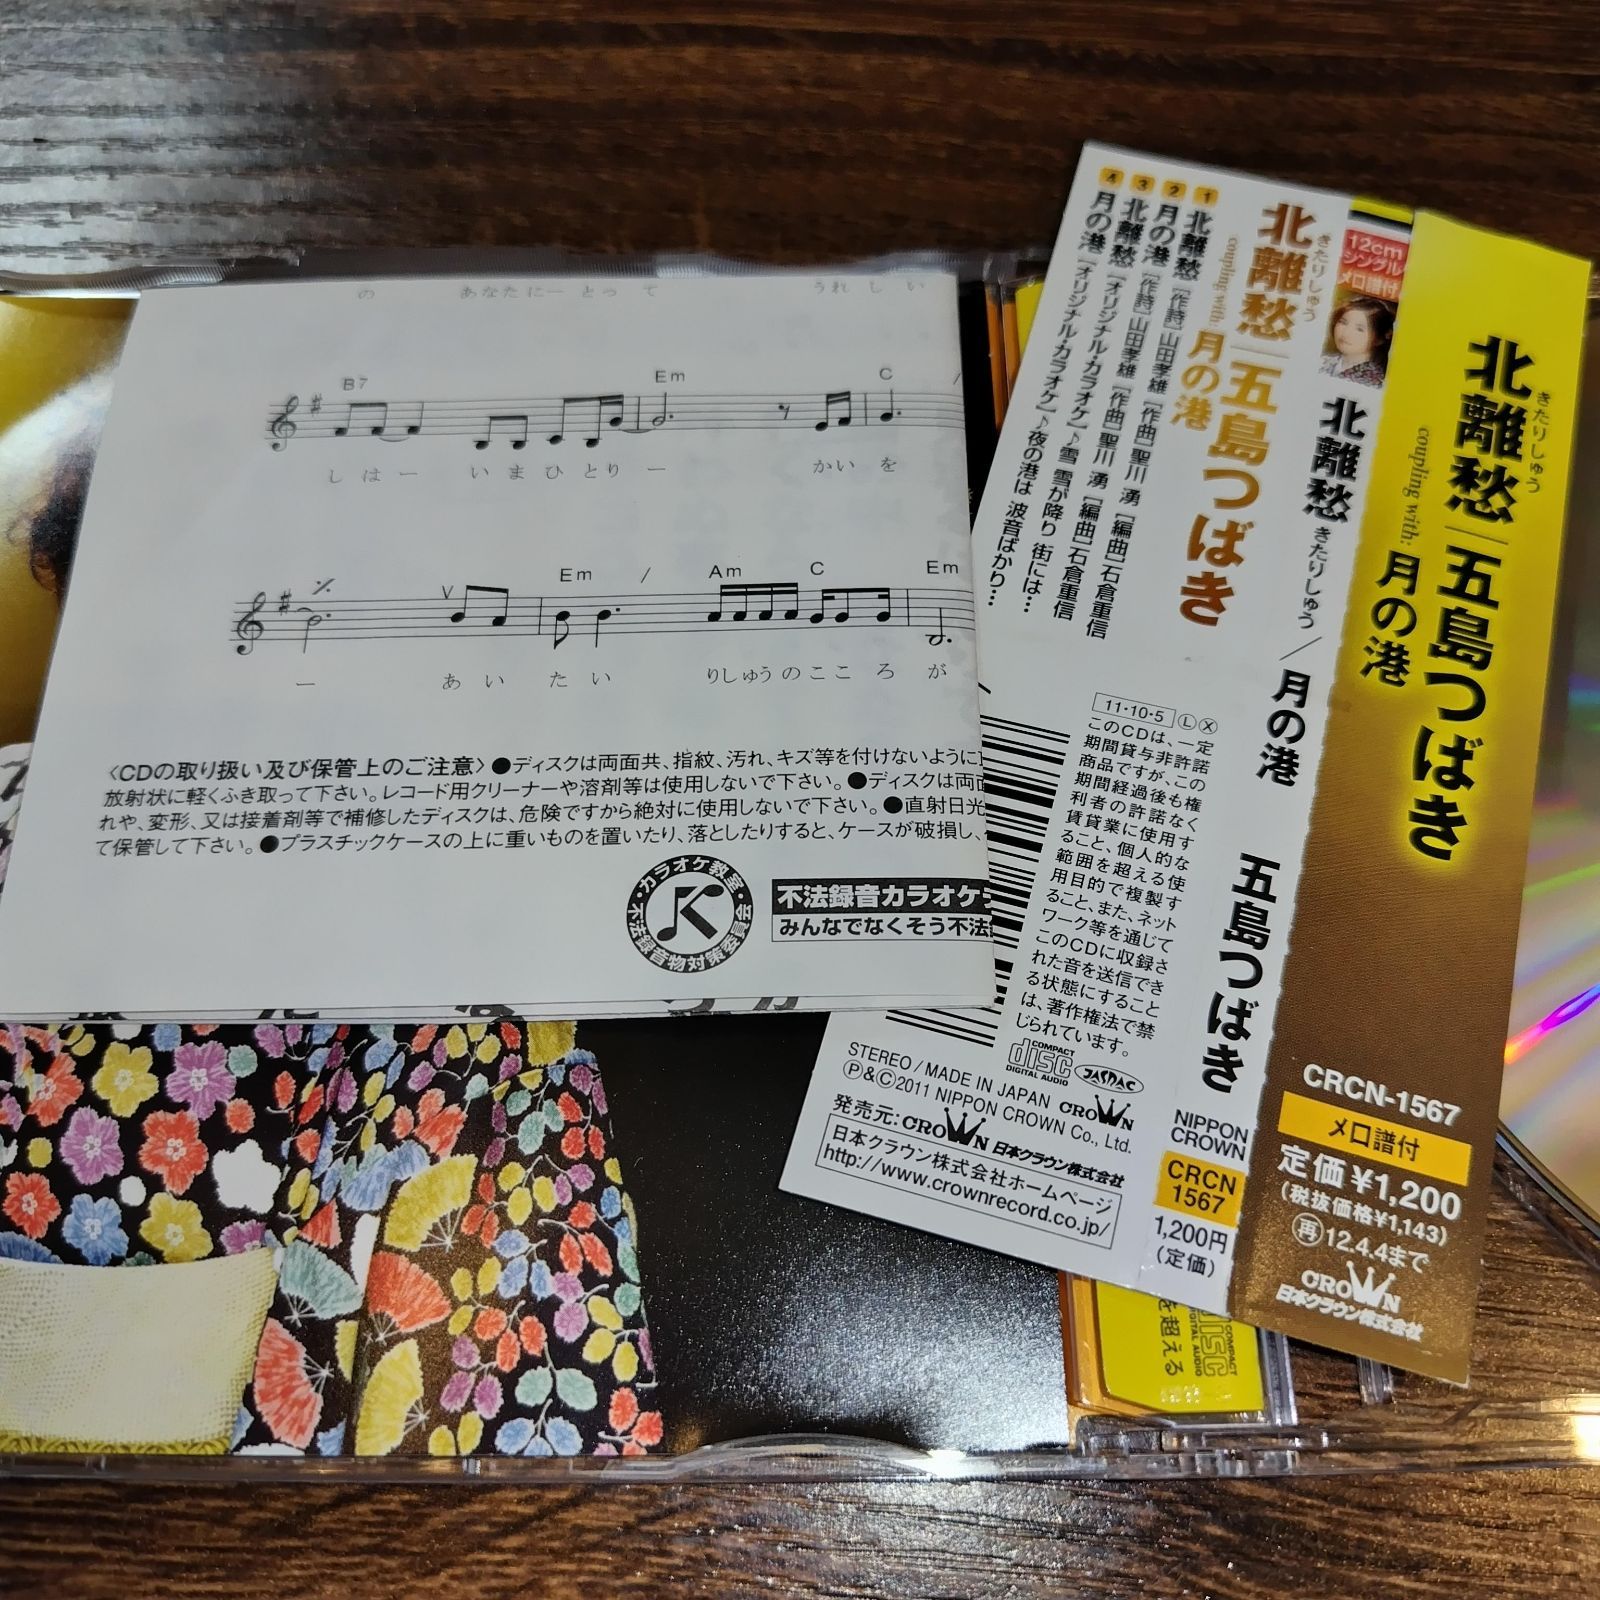 の　あなたに一 とって　うれしい
B7 Em C /
しは一 いまひとり一 かいを
Em / Am C Em
V
一 あいたい りしゅうのこころが
〈CDの取り扱い及び保管上のご注意〉●ディスクは両面共、指紋、汚れ、キズ等を付けないように
放射状に軽くふき取って下さい。レコード用クリーナーや溶剤等は使用しないで下さい。●ディスクは両面
れや、変形、又は接着剤等で補修したディスクは、危険ですから絶対に使用しないで下さい。●直射日光
て保管して下さい。●プラスチックケースの上に重いものを置いたり、落としたりすると、ケースが破損し、
・カラオケ教室・不法録音物対策委員会
不法録音カラオケ
みんなでなくそう不法
北離愁 きたりしゅう|五島つばき
coupling with: 月の港
1 北離愁 [作詩]山田孝雄 [作曲]聖川 湧 [編曲]石倉重信
2 月の港 [作詩]山田孝雄 [作曲]聖川 湧 [編曲]石倉重信
3 北離愁 [オリジナル・カラオケ] ♪雪 雪が降り 街には…
4 月の港 [オリジナル・カラオケ] ♪夜の港は 波音ばかり…
11・10・5 Ⓛ Ⓧ
このCDは、一定
期間貸与非許諾
商品ですが、この
期間経過後も権
利者の許諾なく
賃貸業に使用す
ること、個人的な
範囲を超える使
用目的で複製す
ること、また、ネット
ワーク等を通じて
このCDに収録さ
れた音を送信でき
る状態にすること
は、著作権法で禁
じられています。
COMPACT
disc
DIGITAL AUDIO
JASRAC
STEREO / MADE IN JAPAN
Ⓟ&Ⓒ2011 NIPPON CROWN Co., Ltd.
CROWN
発売元:CROWN 日本クラウン株式会社
日本クラウン株式会社ホームページ
http://www.crownrecord.co.jp/
12cm
シングル
メロ譜付
北離愁 きたりしゅう / 月の港　五島つばき
NIPPON
CROWN
CRCN
1567
1,200円
(定価)
北離愁 きたりしゅう|五島つばき
coupling with: 月の港
CRCN-1567
メロ譜付
定価¥1,200
(税抜価格¥1,143)
再 12.4.4まで
CROWN
日本クラウン株式会社
を超える
COMPACT
disc
DIGITAL AUDIO